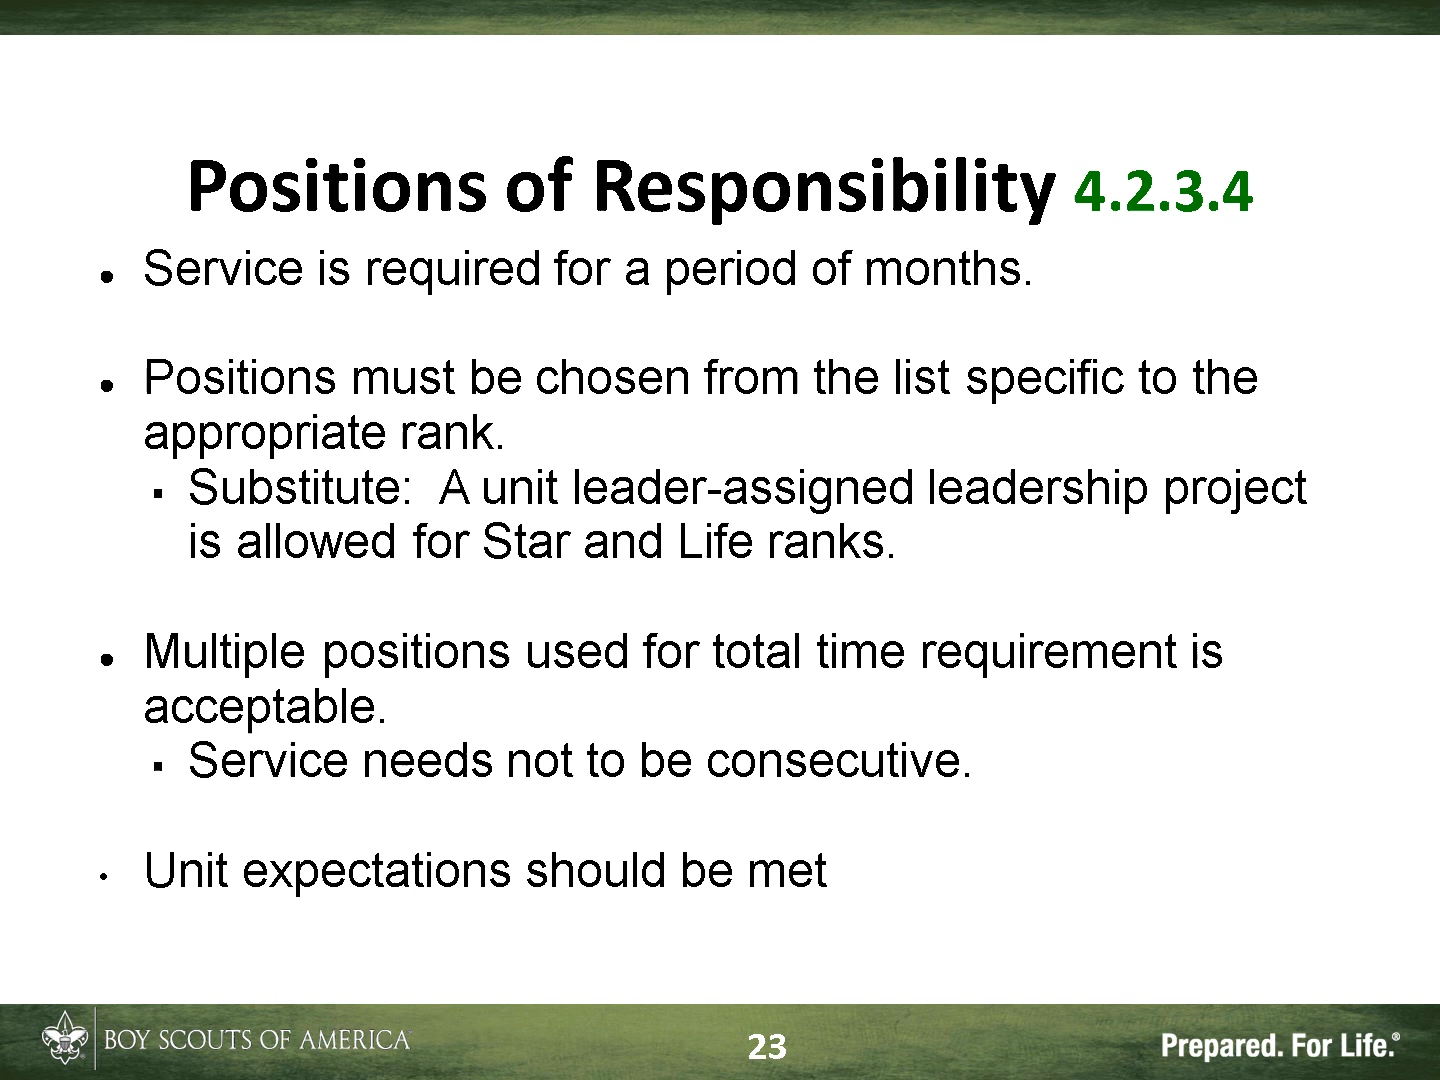 Positions of Responsibility 4.2.3.4
● Service is required for a period of months.
● Positions must be chosen from the list specific to the
appropriate rank.
▪ Substitute:  A unit leader-assigned leadership project
is allowed for Star and Life ranks.
● Multiple positions used for total time requirement is
acceptable.
▪ Service needs not to be consecutive.
• Unit expectations should be met
BOY SCOUTS OF AMERICA
23
Prepared. For Life.®